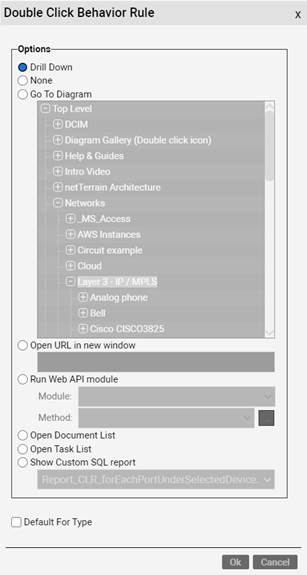 Double Click Behavior Rule
x
Options
Drill Down
None
Go To Diagram
Top Level
DCIM
Diagram Gallery (Double click icon)
Help & Guides
Intro Video
netTerrain Architecture
Networks
_MS_Access
AWS Instances
Circuit example
Cloud
Layer 3 - IP / MPLS
Analog phone
Bell
Cisco CISCO3825
Open URL in new window
Run Web API module
Module:
Method:
Open Document List
Open Task List
Show Custom SQL report
Report_CLR_forEachPortUnderSelectedDevice
Default For Type
Ok Cancel